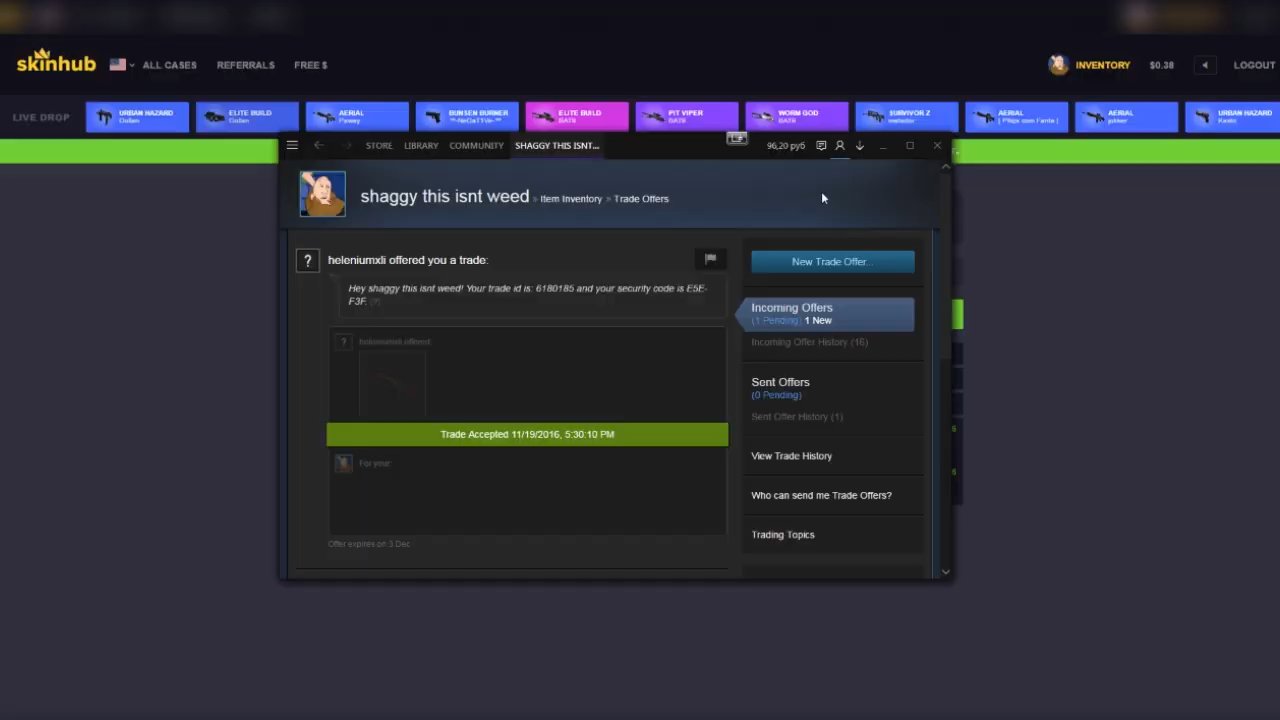 skinhub
ALL CASES
REFERRALS
FREE $
INVENTORY
$0.38
LOGOUT
LIVE DROP
URBAN HAZARD
ELITE BUILD
AERIAL
BUNSEN BURNER
ELITE BUILD
PIT VIPER
WORM GOD
SURVIVOR Z
AERIAL
AERIAL
URBAN HAZARD
STORE
LIBRARY
COMMUNITY
SHAGGY THIS ISNT...
96,20 pуб
shaggy this isnt weed » Item Inventory » Trade Offers
heleniumxli offered you a trade:
Hey shaggy this isnt weed! Your trade id is: 6180185 and your security code is E5E-
F3F. (?)
heleniumxli offered:
Trade Accepted 11/19/2016, 5:30:10 PM
For your:
Offer expires on 3 Dec
New Trade Offer...
Incoming Offers
(1 Pending) 1 New
Incoming Offer History (16)
Sent Offers
(0 Pending)
Sent Offer History (1)
View Trade History
Who can send me Trade Offers?
Trading Topics